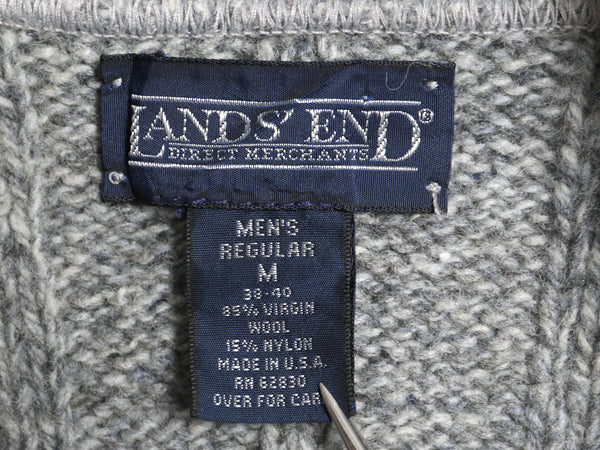 LANDS' END®
DIRECT MERCHANTS
MEN'S
REGULAR
M
38-40
85% VIRGIN
WOOL
15% NYLON
MADE IN U.S.A.
RN 62830
OVER FOR CAR